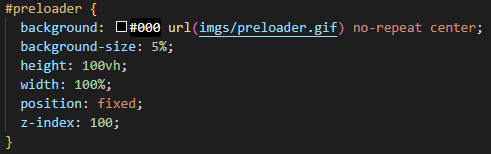 #preloader {
background: #000 url(imgs/preloader.gif) no-repeat center;
background-size: 5%;
height: 100vh;
width: 100%;
position: fixed;
z-index: 100;
}